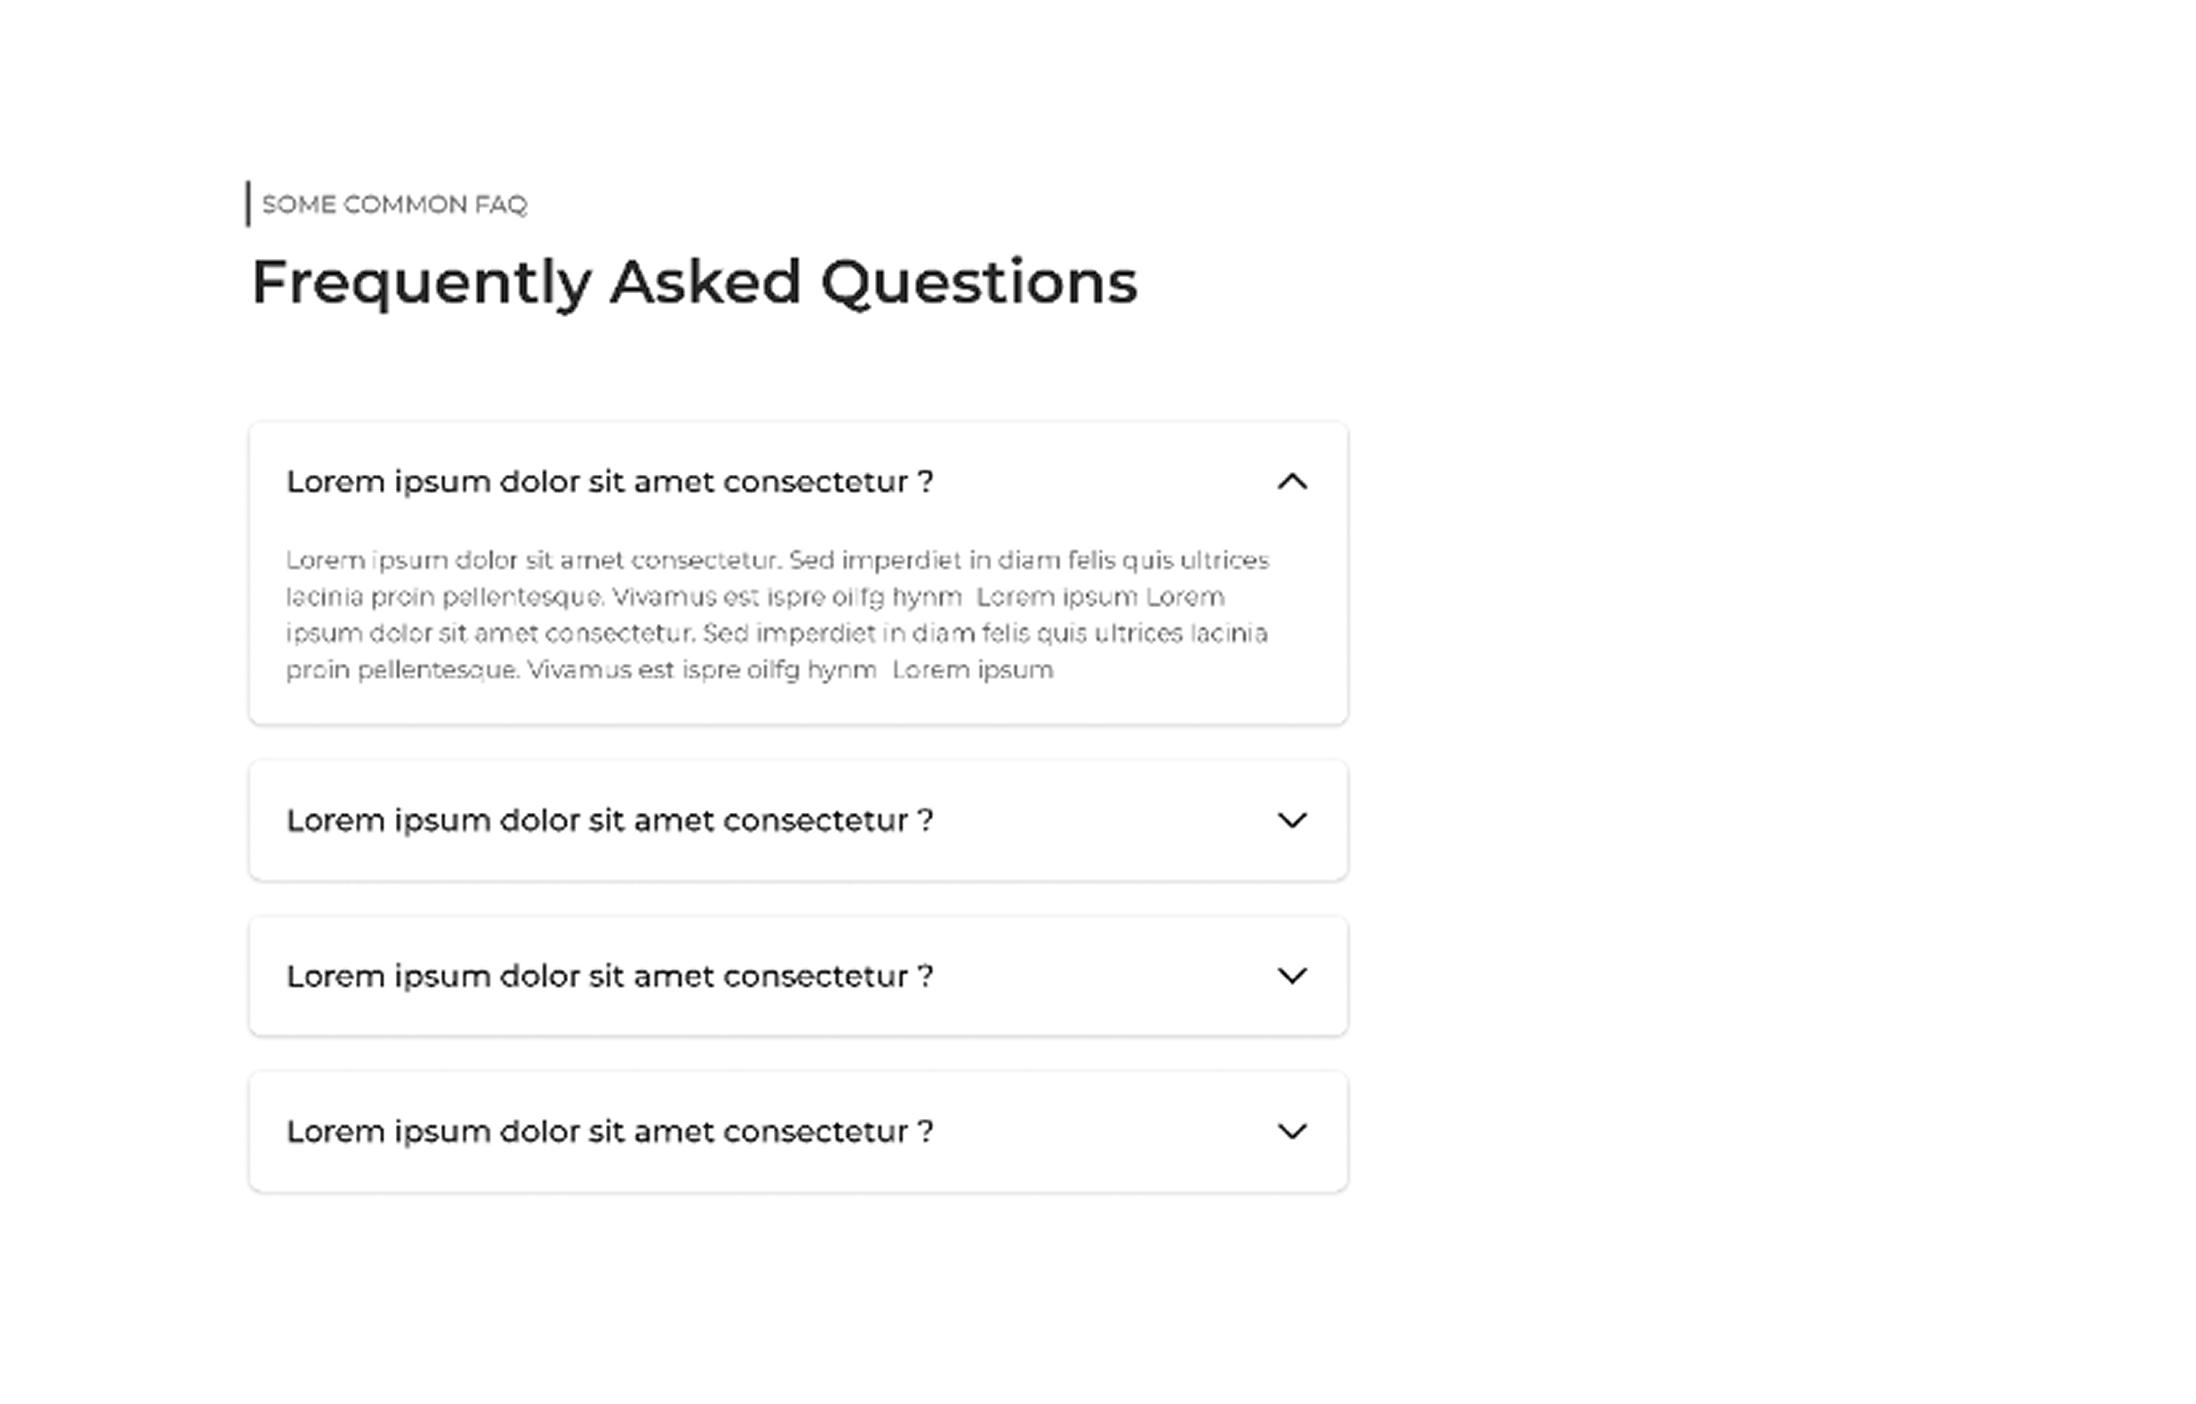 SOME COMMON FAQ
Frequently Asked Questions
Lorem ipsum dolor sit amet consectetur ?
Lorem ipsum dolor sit amet consectetur. Sed imperdiet in diam felis quis ultrices
lacinia proin pellentesque. Vivamus est ispre oilfg hynm  Lorem ipsum Lorem
ipsum dolor sit amet consectetur. Sed imperdiet in diam felis quis ultrices lacinia
proin pellentesque. Vivamus est ispre oilfg hynm  Lorem ipsum
Lorem ipsum dolor sit amet consectetur ?
Lorem ipsum dolor sit amet consectetur ?
Lorem ipsum dolor sit amet consectetur ?